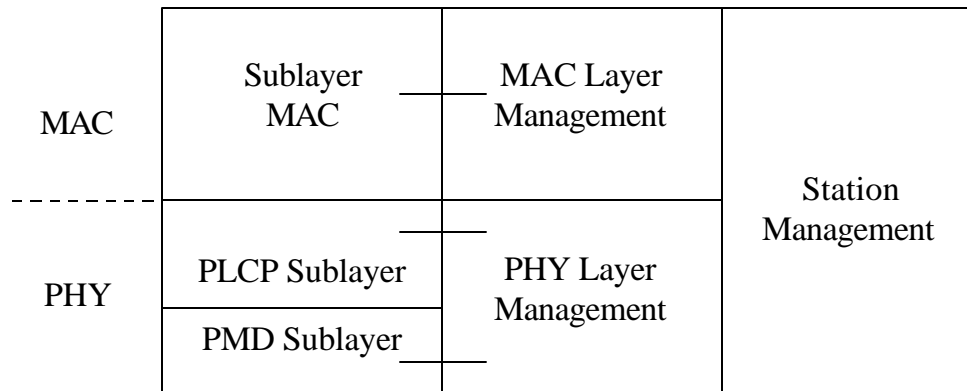 MAC
Sublayer
MAC
MAC Layer
Management
Station
Management
PHY
PLCP Sublayer
PMD Sublayer
PHY Layer
Management